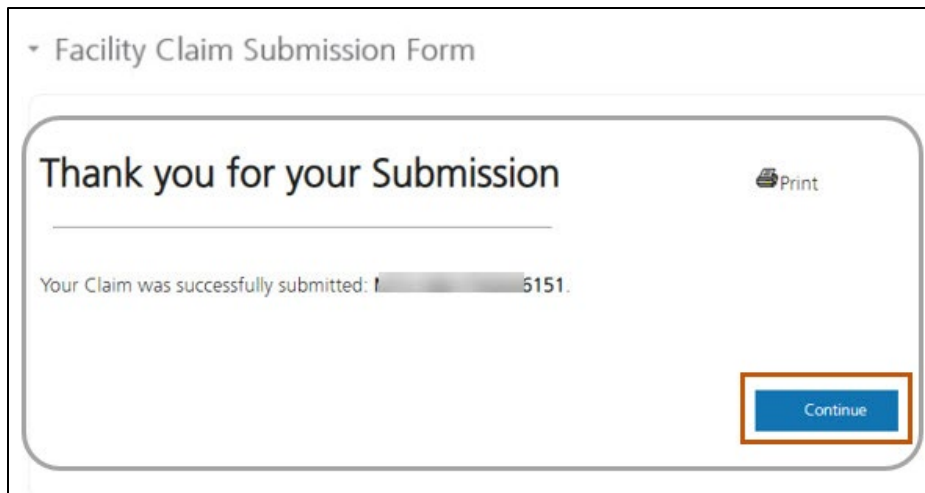 Facility Claim Submission Form
Thank you for your Submission
Print
Your Claim was successfully submitted: 6151.
Continue